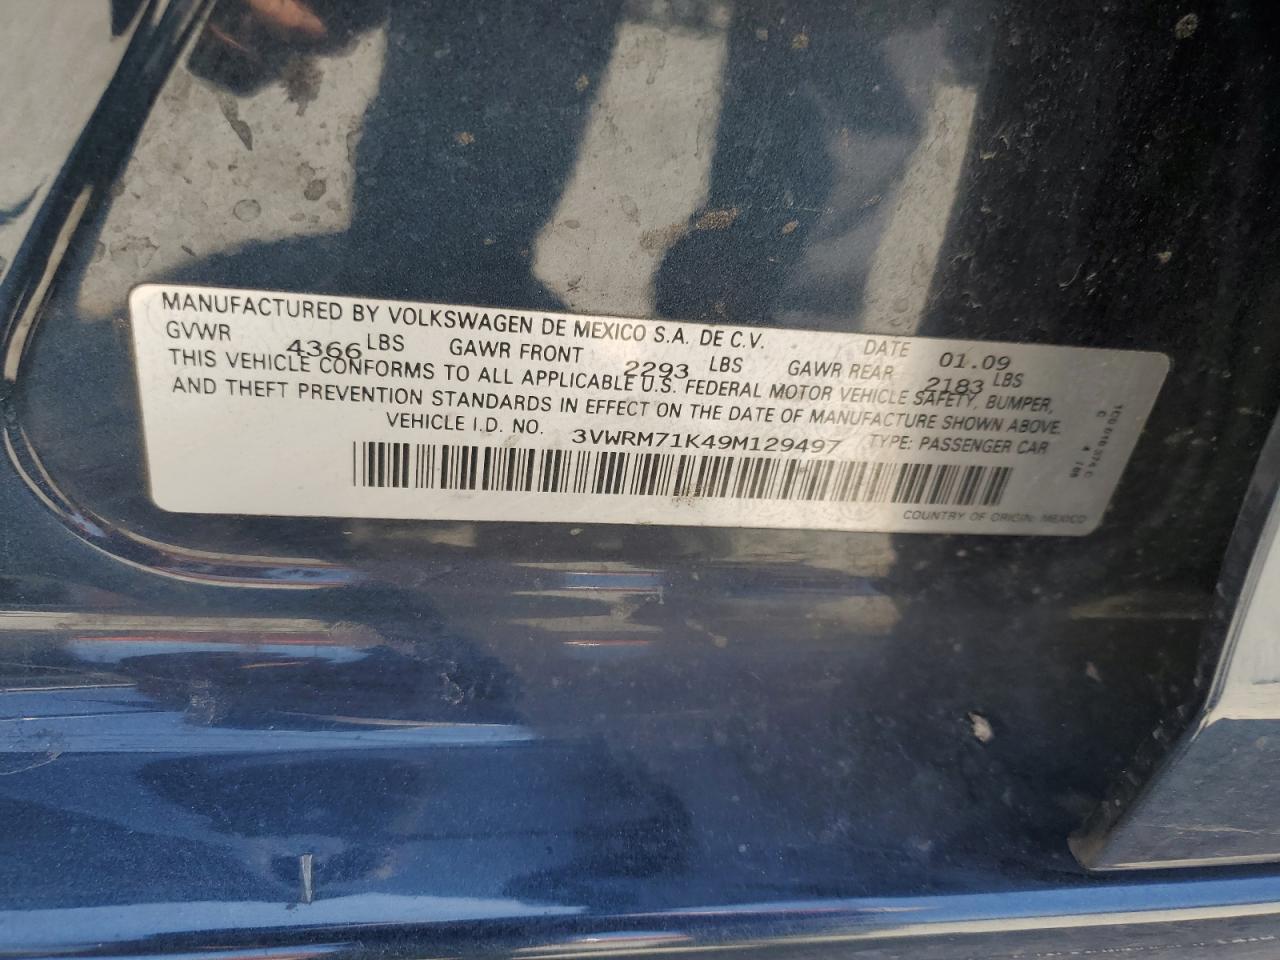 MANUFACTURED BY VOLKSWAGEN DE MEXICO S.A. DE C.V. DATE 01.09
GVWR 4366 LBS GAWR FRONT 2293 LBS GAWR REAR 2183 LBS
THIS VEHICLE CONFORMS TO ALL APPLICABLE U.S. FEDERAL MOTOR VEHICLE SAFETY, BUMPER,
AND THEFT PREVENTION STANDARDS IN EFFECT ON THE DATE OF MANUFACTURE SHOWN ABOVE.
VEHICLE I.D. NO. 3VWRM71K49M129497 TYPE: PASSENGER CAR
COUNTRY OF ORIGIN: MEXICO